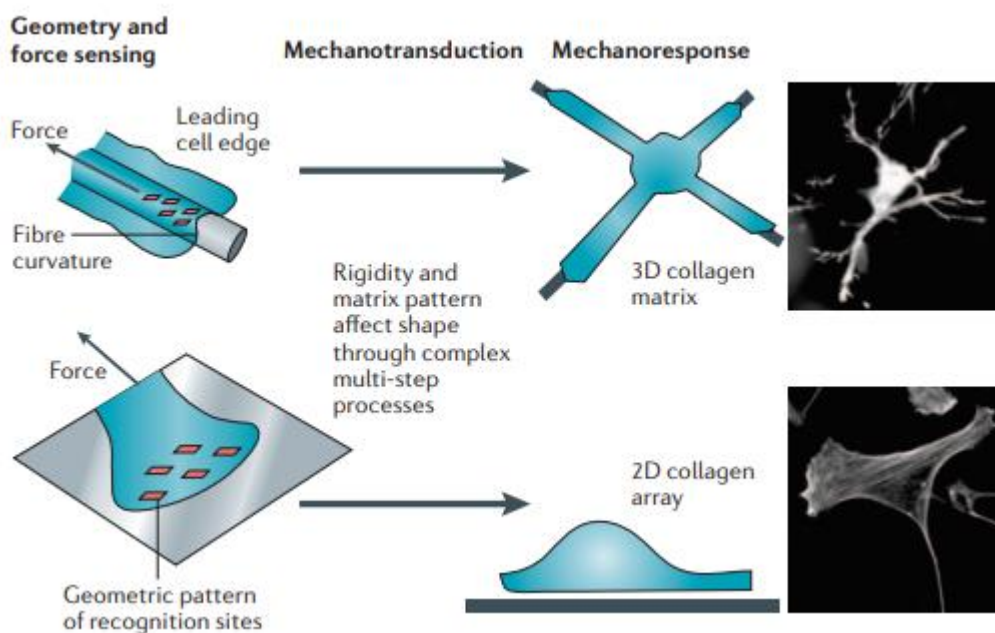 Geometry and
force sensing
Mechanotransduction
Mechanoresponse
Force
Leading
cell edge
Fibre
curvature
Rigidity and
matrix pattern
affect shape
through complex
multi-step
processes
3D collagen
matrix
Force
2D collagen
array
Geometric pattern
of recognition sites